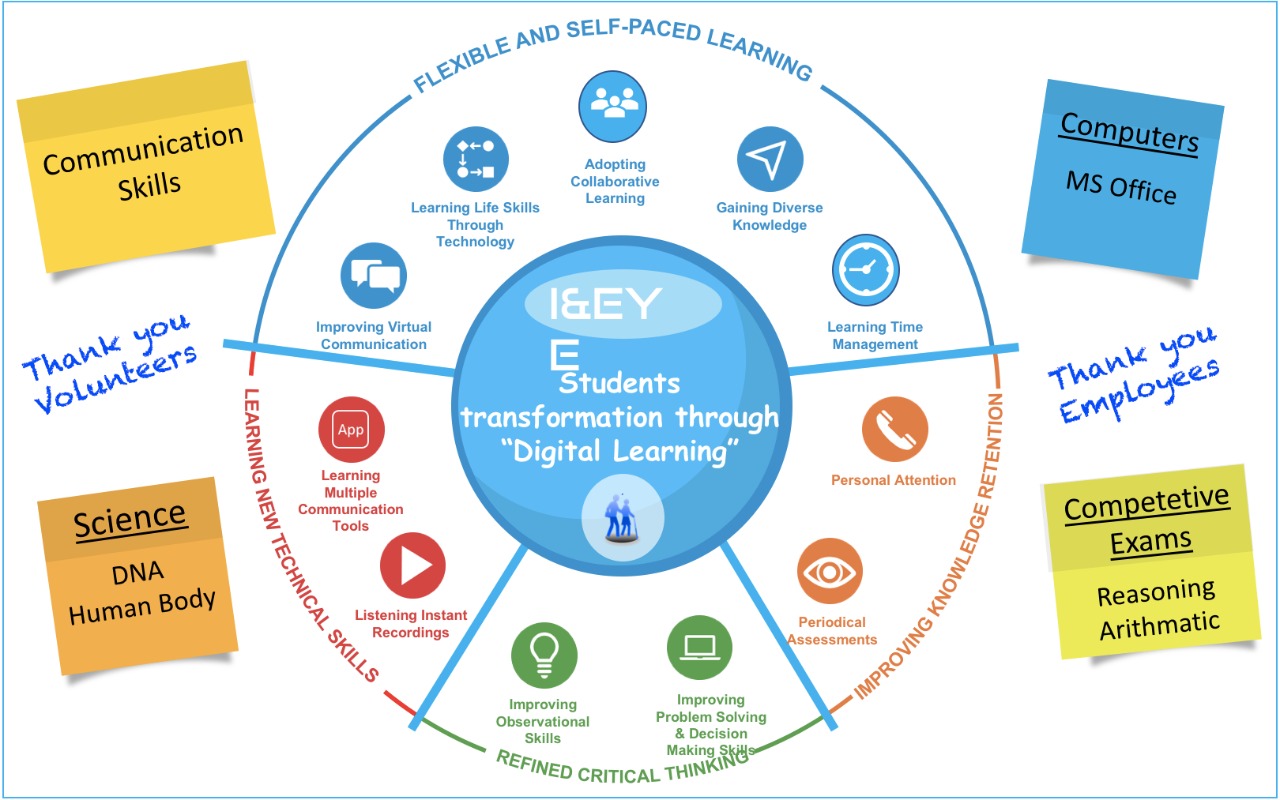 FLEXIBLE AND SELF-PACED LEARNING
Communication
Skills
Computers
MS Office
Adopting
Collaborative
Learning
Learning Life Skills
Through
Technology
Gaining Diverse
Knowledge
Improving Virtual
Communication
Learning Time
Management
I&EY
E
Students
transformation through
“Digital Learning”
Thank you
Volunteers
Thank you
Employees
LEARNING NEW TECHNICAL SKILLS
App
Learning
Multiple
Communication
Tools
Listening Instant
Recordings
IMPROVING KNOWLEDGE RETENTION
Personal Attention
Periodical
Assessments
Science
DNA
Human Body
Competetive
Exams
Reasoning
Arithmatic
Improving
Observational
Skills
Improving
Problem Solving
& Decision
Making Skills
REFINED CRITICAL THINKING